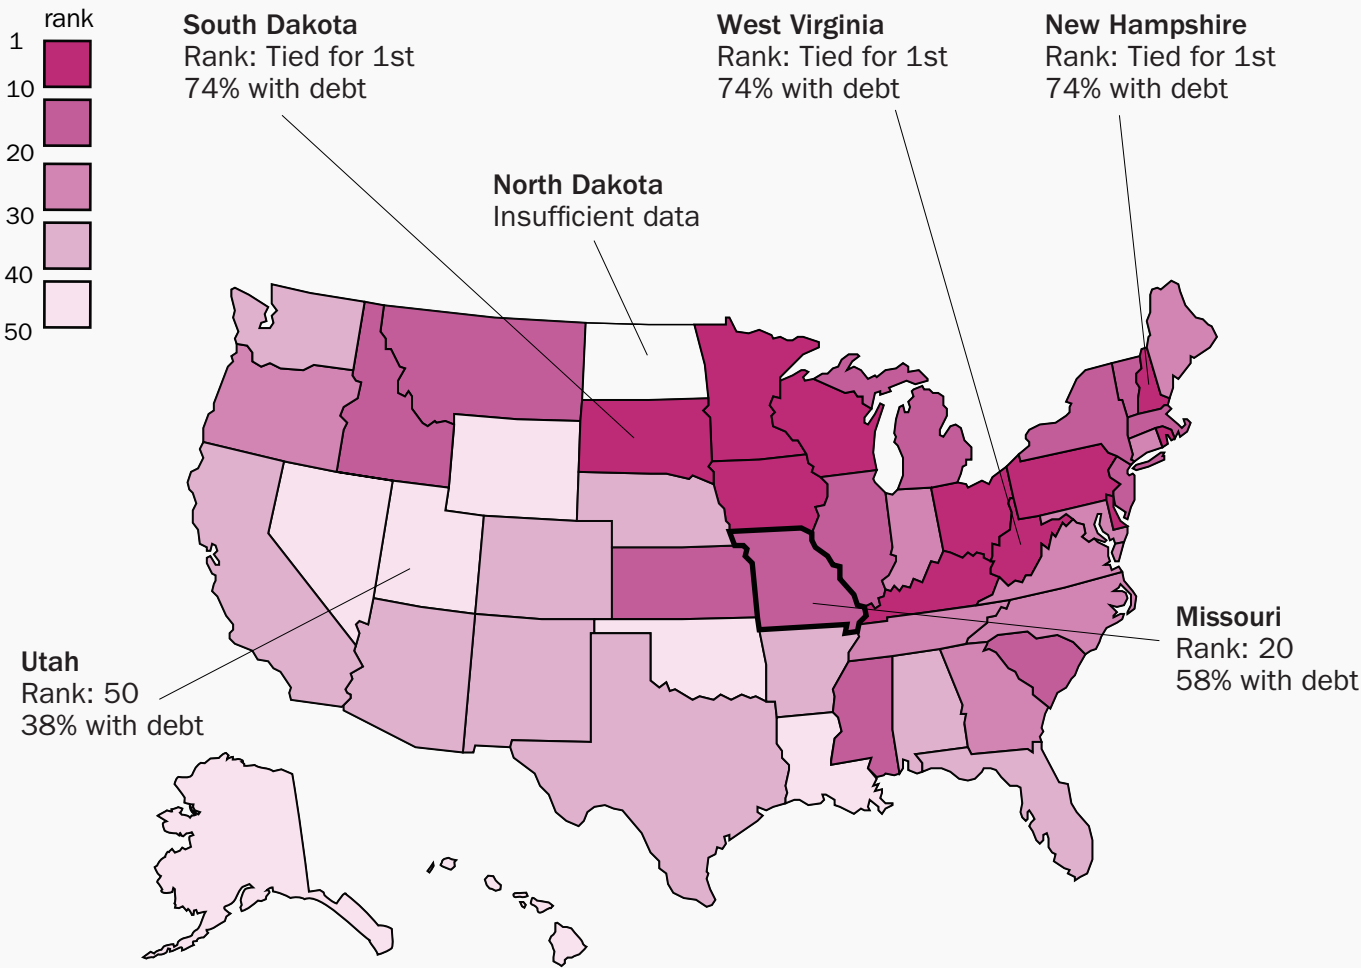 rank
1
10
20
30
40
50
South Dakota
Rank: Tied for 1st
74% with debt
West Virginia
Rank: Tied for 1st
74% with debt
New Hampshire
Rank: Tied for 1st
74% with debt
North Dakota
Insufficient data
Missouri
Rank: 20
58% with debt
Utah
Rank: 50
38% with debt